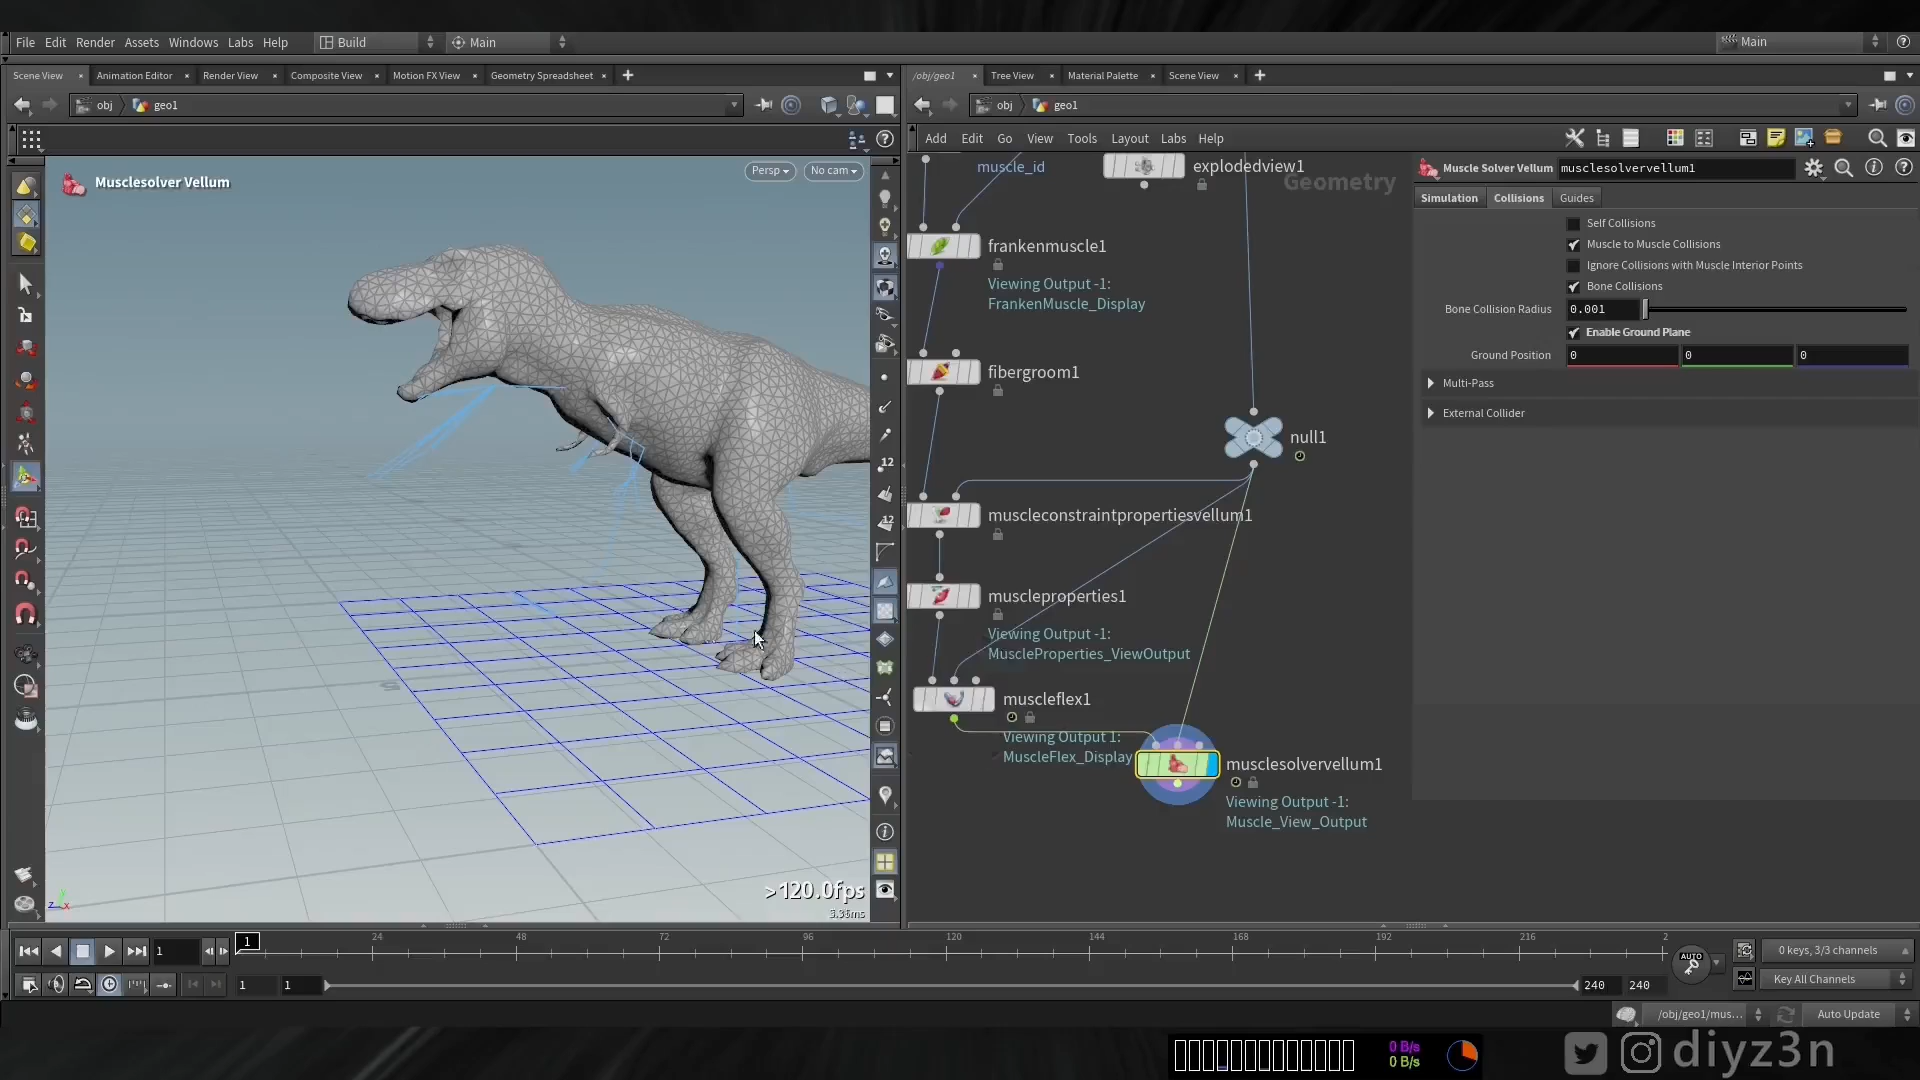 File Edit Render Assets Windows Labs Help Build Main Main
Scene View Animation Editor Render View Composite View Motion FX View Geometry Spreadsheet
/obj/geo1 Tree View Material Palette Scene View
obj geo1
obj geo1
Add Edit Go View Tools Layout Labs Help
Musclesolver Vellum
Persp No cam
12
12
>120.0fps
muscle_id
explodedview1
Geometry
frankenmuscle1
Viewing Output -1:
FrankenMuscle_Display
fibergroom1
null1
muscleconstraintpropertiesvellum1
muscleproperties1
Viewing Output -1:
MuscleProperties_ViewOutput
muscleflex1
Viewing Output 1:
MuscleFlex_Display
musclesolvervellum1
Viewing Output -1:
Muscle_View_Output
Muscle Solver Vellum musclesolvervellum1
Simulation Collisions Guides
Self Collisions
Muscle to Muscle Collisions
Ignore Collisions with Muscle Interior Points
Bone Collisions
Bone Collision Radius 0.001
Enable Ground Plane
Ground Position 0 0 0
Multi-Pass
External Collider
z x
1 1 24 48 72 96 120 144 168 192 216 2
AUTO
0 keys, 3/3 channels
1 1 240 240
Key All Channels
/obj/geo1/mus... Auto Update
0 B/s
0 B/s
diyz3n